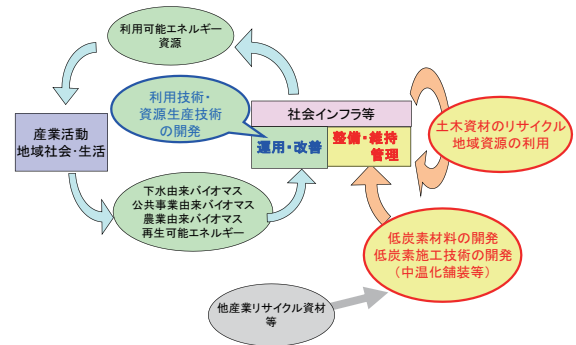 利用可能エネルギー
資源
利用技術・
資源生産技術
の開発
社会インフラ等
運用・改善
整備・維持
管理
土木資材のリサイクル
地域資源の利用
産業活動
地域社会・生活
下水由来バイオマス
公共事業由来バイオマス
農業由来バイオマス
再生可能エネルギー
低炭素材料の開発
低炭素施工技術の開発
（中温化舗装等）
他産業リサイクル資材
等